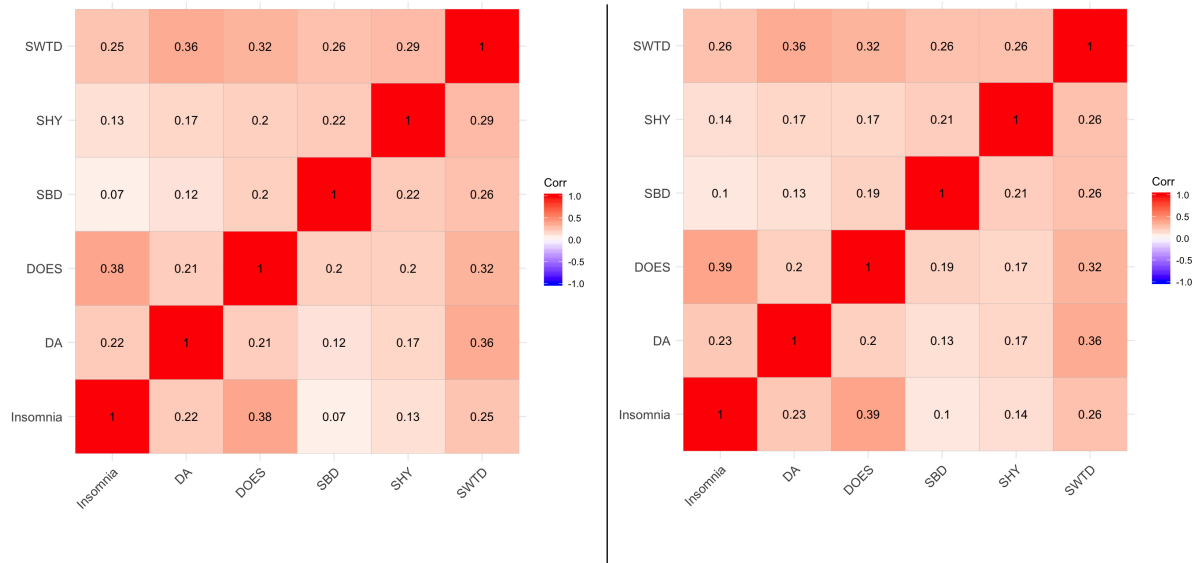 SWTD 0.25 0.36 0.32 0.26 0.29 1
SHY 0.13 0.17 0.2 0.22 1 0.29
SBD 0.07 0.12 0.2 1 0.22 0.26
DOES 0.38 0.21 1 0.2 0.2 0.32
DA 0.22 1 0.21 0.12 0.17 0.36
Insomnia 1 0.22 0.38 0.07 0.13 0.25
Insomnia DA DOES SBD SHY SWTD
Corr
1.0
0.5
0.0
-0.5
-1.0
SWTD 0.26 0.36 0.32 0.26 0.26 1
SHY 0.14 0.17 0.17 0.21 1 0.26
SBD 0.1 0.13 0.19 1 0.21 0.26
DOES 0.39 0.2 1 0.19 0.17 0.32
DA 0.23 1 0.2 0.13 0.17 0.36
Insomnia 1 0.23 0.39 0.1 0.14 0.26
Insomnia DA DOES SBD SHY SWTD
Corr
1.0
0.5
0.0
-0.5
-1.0